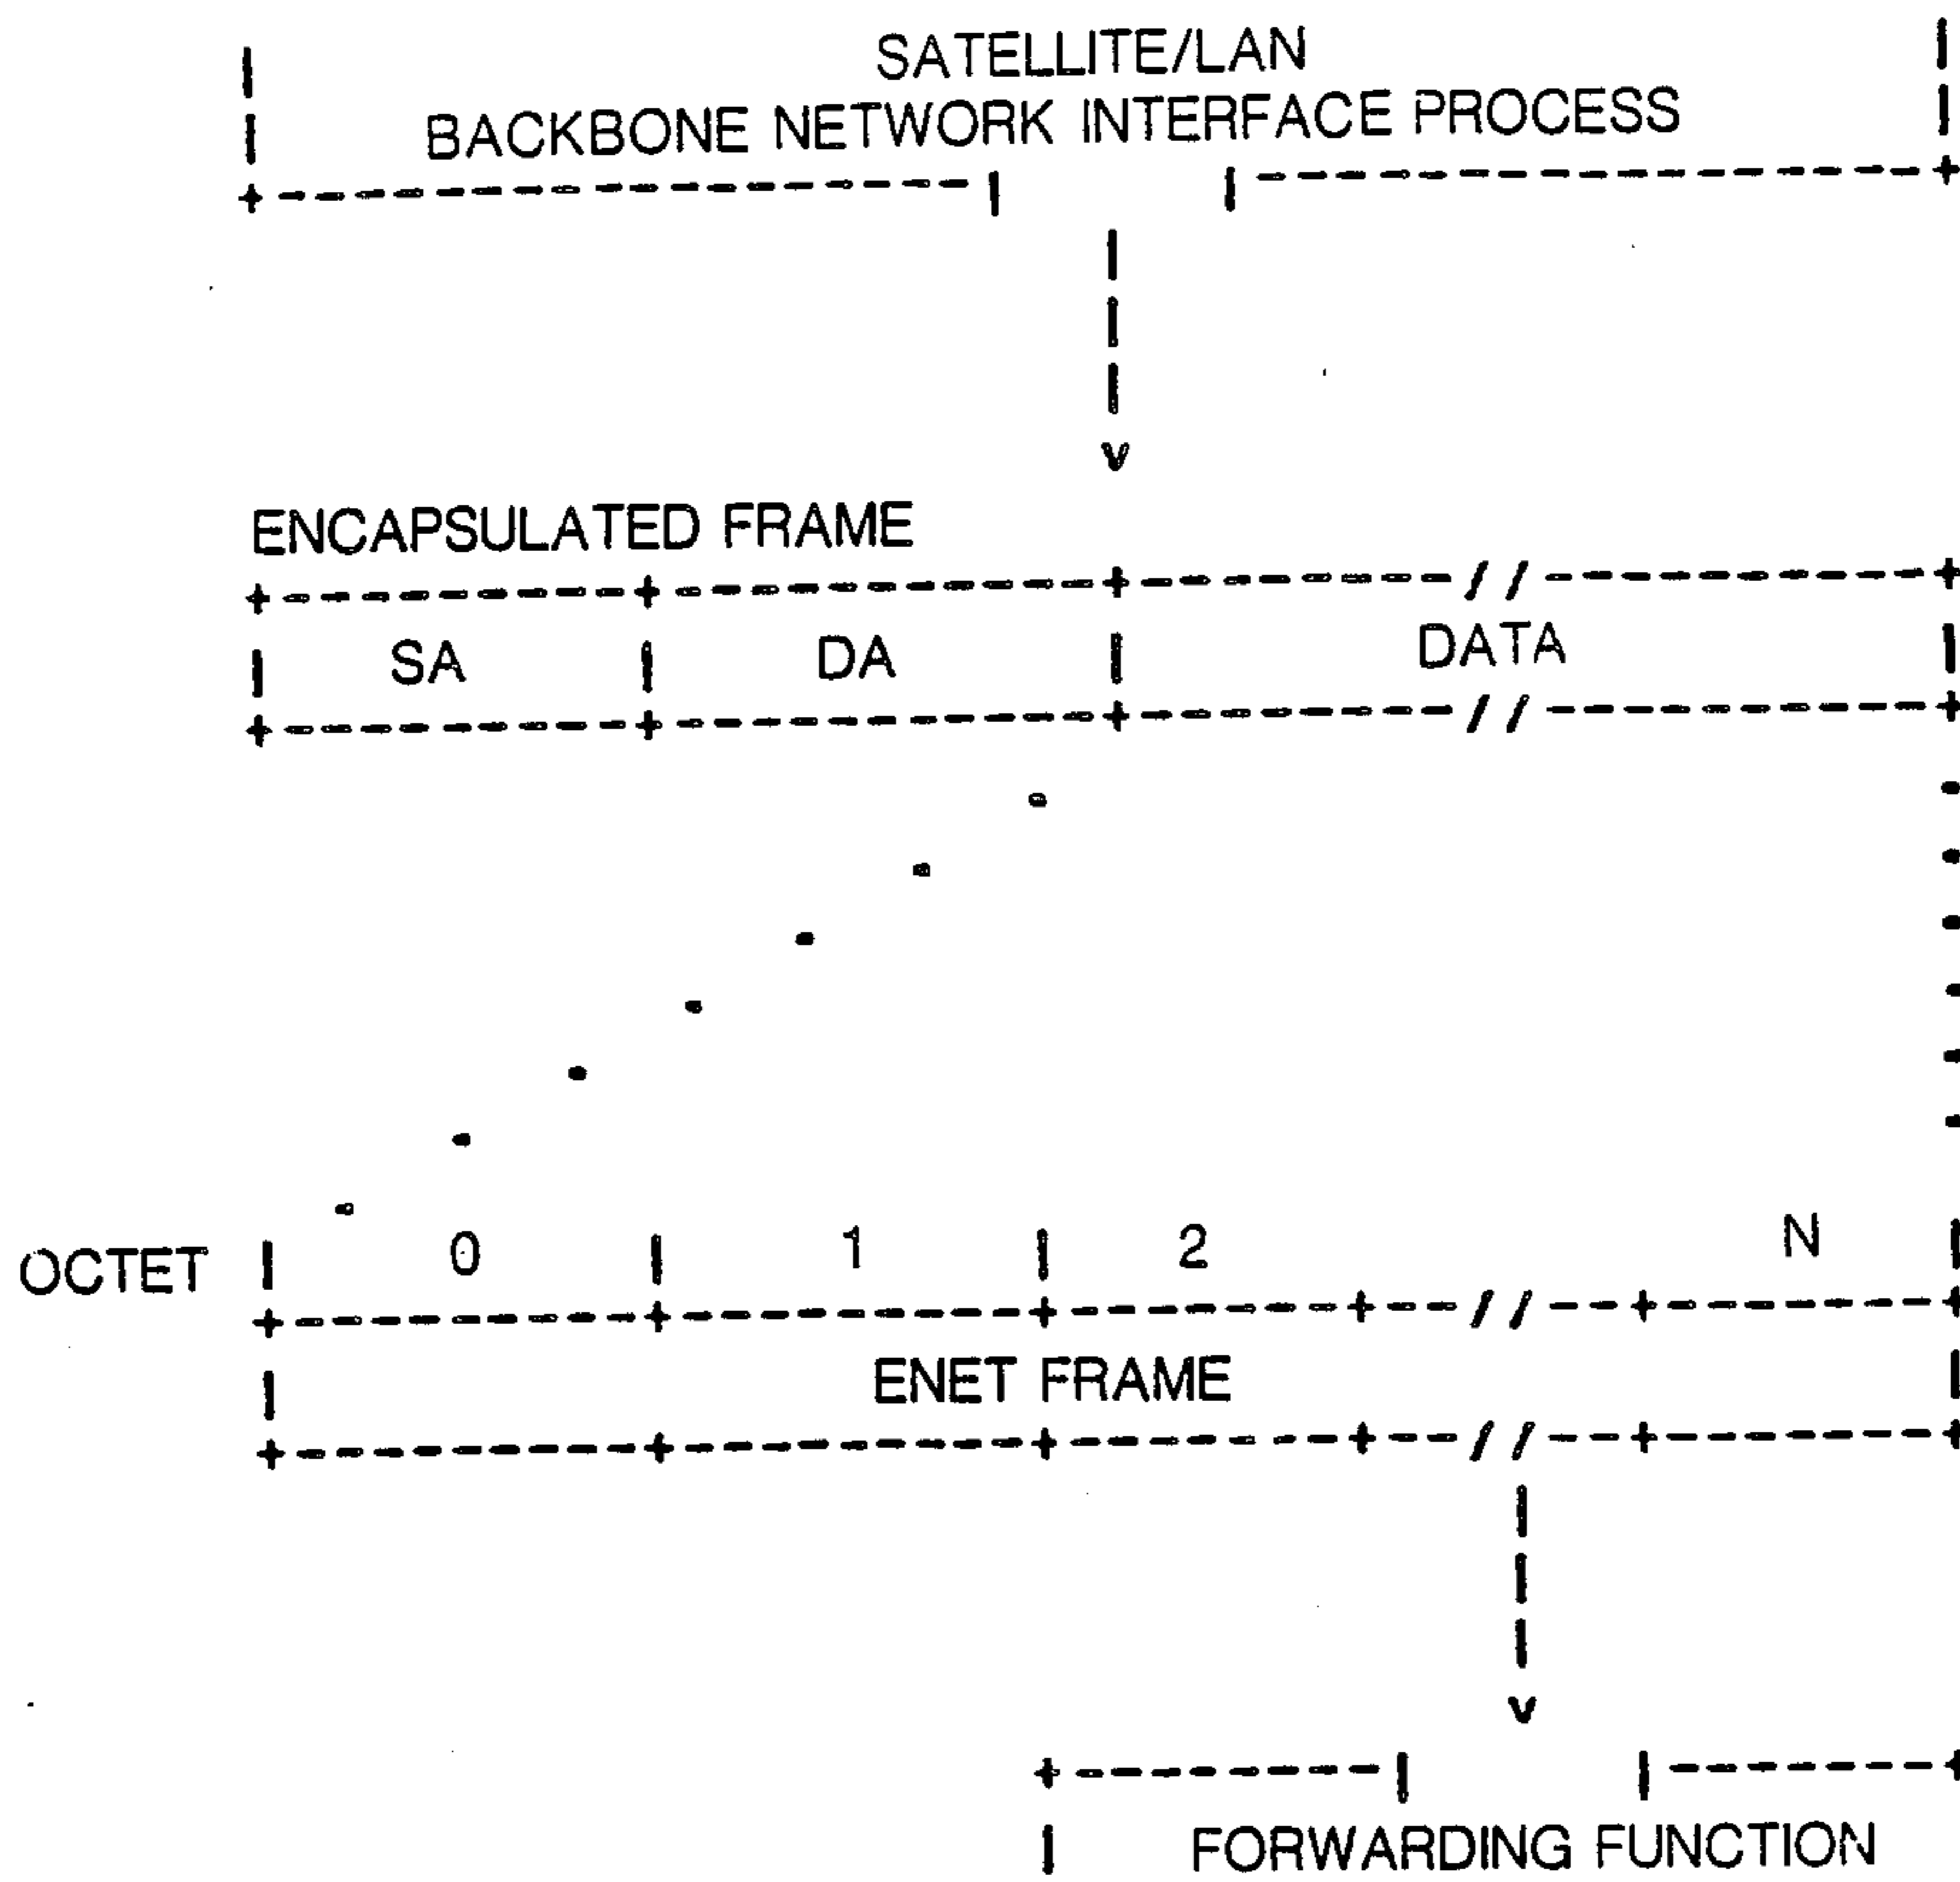 SATELLITE/LAN
BACKBONE NETWORK INTERFACE PROCESS
ENCAPSULATED FRAME
SA DA DATA
OCTET 0 1 2 N
ENET FRAME
FORWARDING FUNCTION